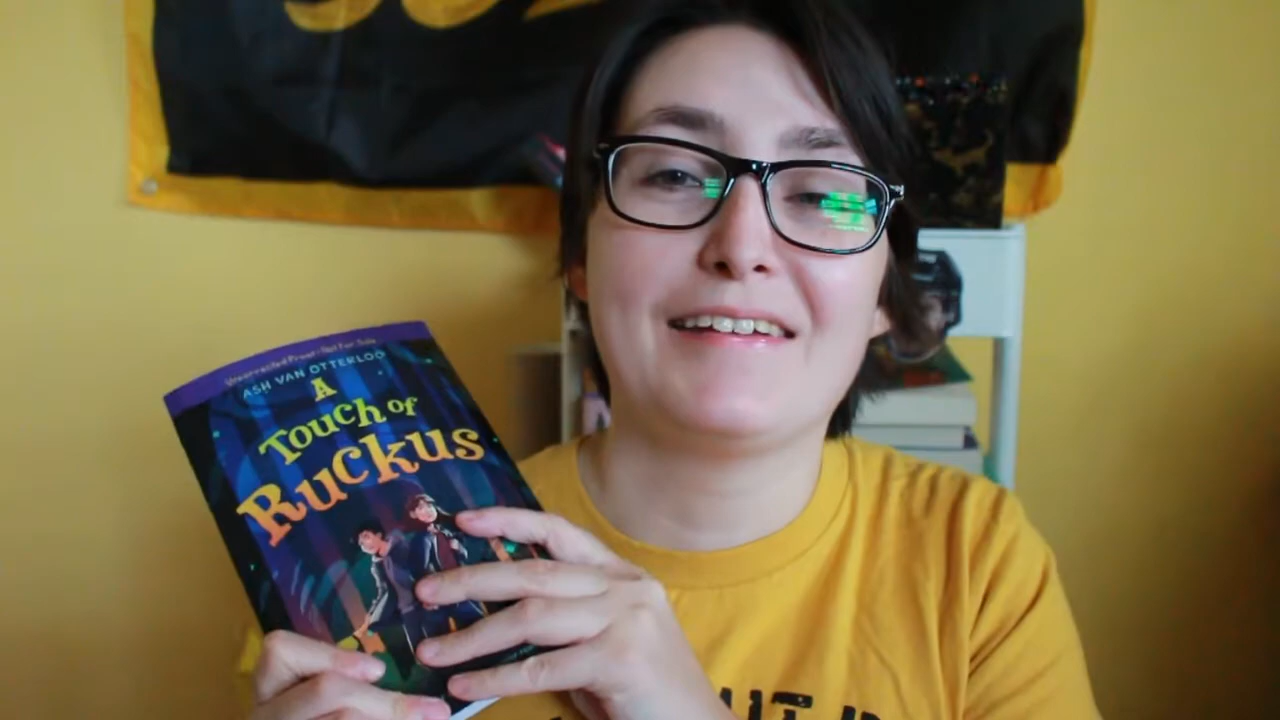 Uncorrected Proof - Not For Sale
ASH VAN OTTERLOO
A
Touch of
Ruckus